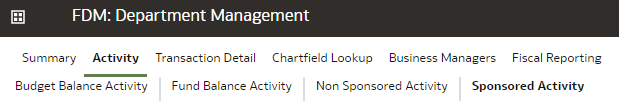 FDM: Department Management
Summary Activity Transaction Detail Chartfield Lookup Business Managers Fiscal Reporting
Budget Balance Activity Fund Balance Activity Non Sponsored Activity Sponsored Activity